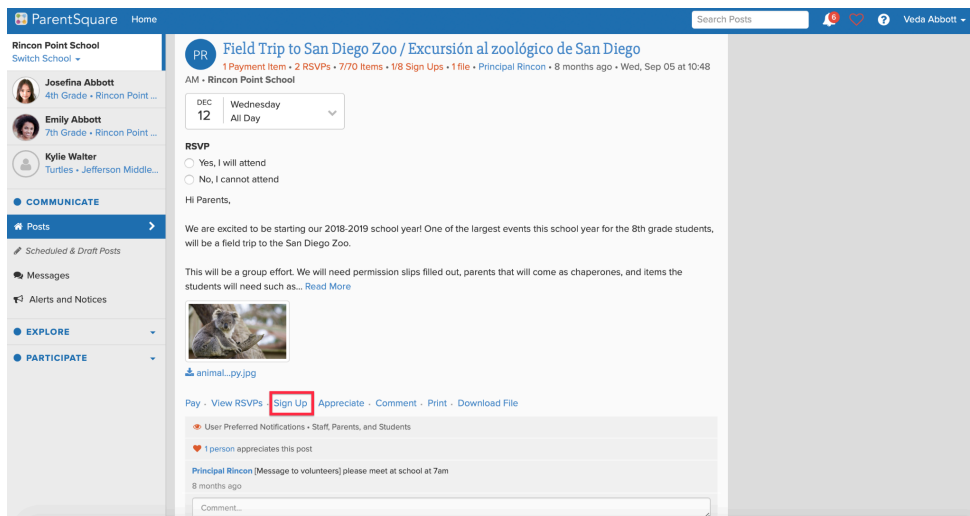 ParentSquare Home Search Posts 6 ? Veda Abbott
Rincon Point School
Switch School
Josefina Abbott
4th Grade • Rincon Point ...
Emily Abbott
7th Grade • Rincon Point ...
Kylie Walter
Turtles • Jefferson Middle...
COMMUNICATE
Posts
Scheduled & Draft Posts
Messages
Alerts and Notices
EXPLORE
PARTICIPATE
PR
Field Trip to San Diego Zoo / Excursión al zoológico de San Diego
1 Payment Item • 2 RSVPs • 7/70 Items • 1/8 Sign Ups • 1 file • Principal Rincon • 8 months ago • Wed, Sep 05 at 10:48
AM • Rincon Point School
DEC Wednesday
12 All Day
RSVP
Yes, I will attend
No, I cannot attend
Hi Parents,
We are excited to be starting our 2018-2019 school year! One of the largest events this school year for the 8th grade students,
will be a field trip to the San Diego Zoo.
This will be a group effort. We will need permission slips filled out, parents that will come as chaperones, and items the
students will need such as... Read More
animal...py.jpg
Pay • View RSVPs • Sign Up • Appreciate • Comment • Print • Download File
User Preferred Notifications • Staff, Parents, and Students
1 person appreciates this post
Principal Rincon [Message to volunteers] please meet at school at 7am
8 months ago
Comment...